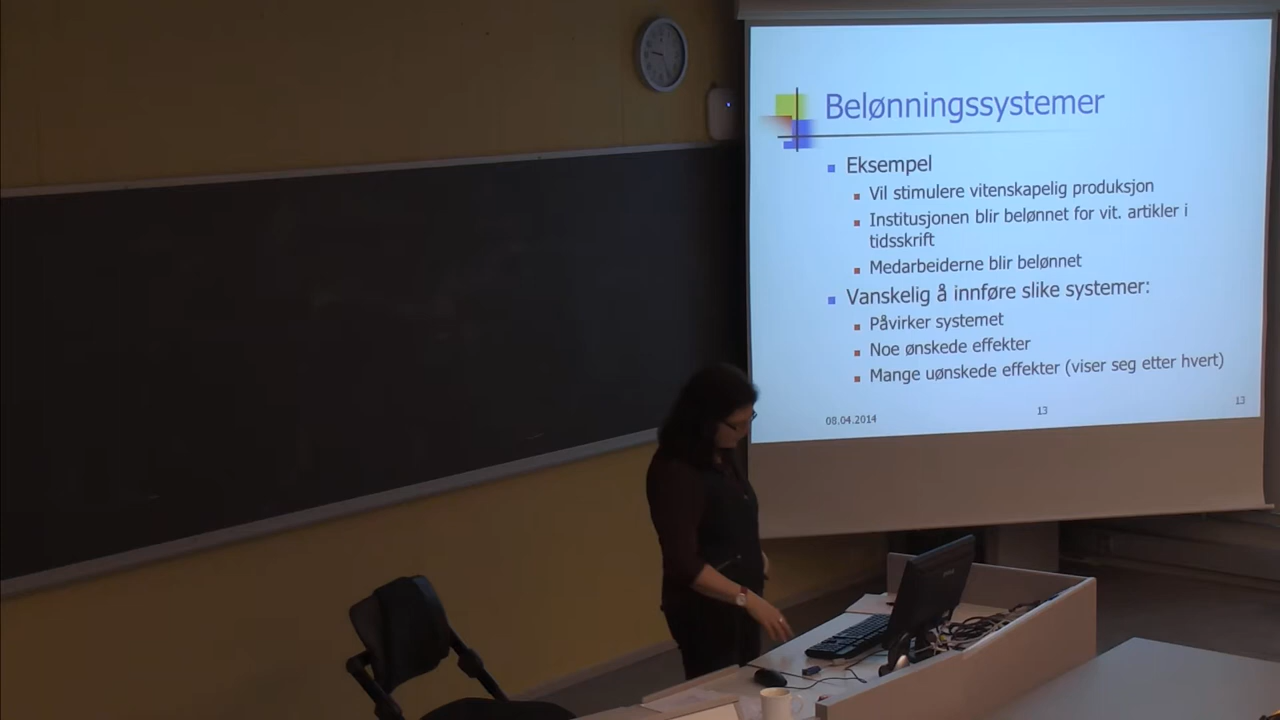 Belønningssystemer
Eksempel
Vil stimulere vitenskapelig produksjon
Institusjonen blir belønnet for vit. artikler i
tidsskrift
Medarbeiderne blir belønnet
Vanskelig å innføre slike systemer:
Påvirker systemet
Noe ønskede effekter
Mange uønskede effekter (viser seg etter hvert)
08.04.2014
13
13